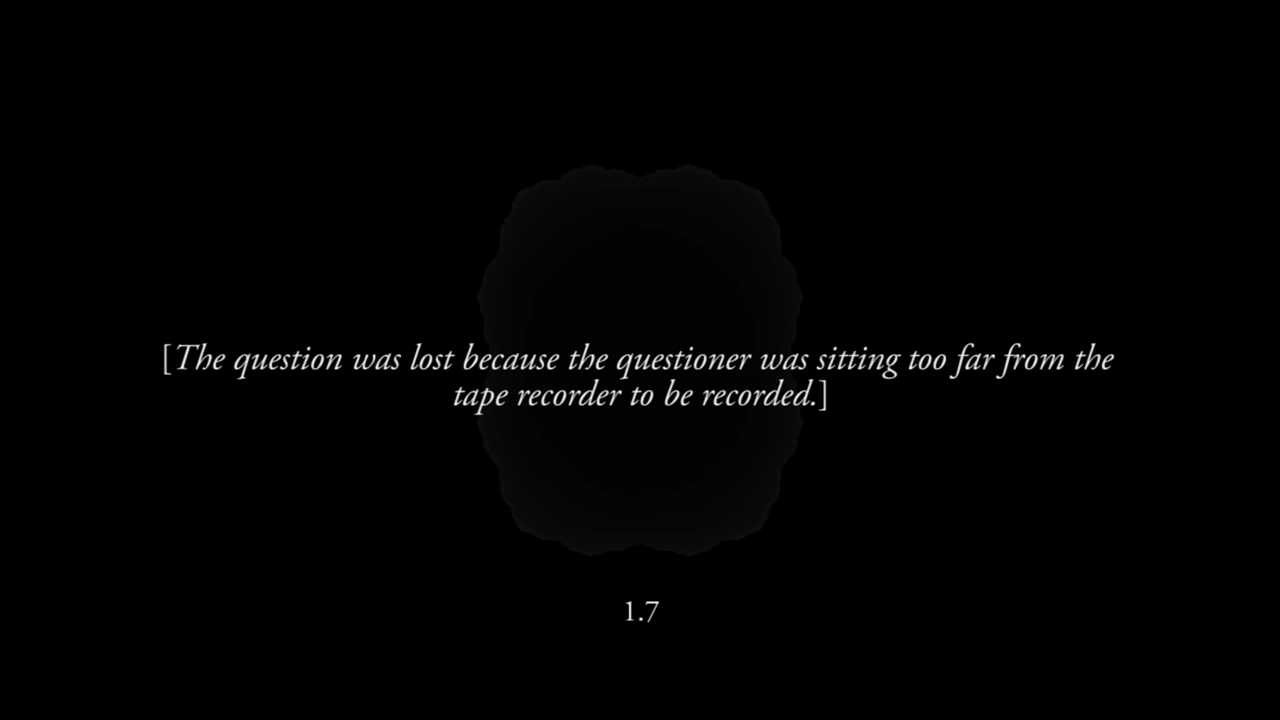 [The question was lost because the questioner was sitting too far from the
tape recorder to be recorded.]
1.7